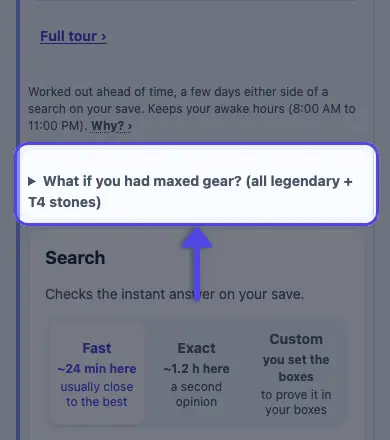 Full tour ›
Worked out ahead of time, a few days either side of a
search on your save. Keeps your awake hours (8:00 AM to
11:00 PM). Why? ›
▶ What if you had maxed gear? (all legendary +
T4 stones)
Search
Checks the instant answer on your save.
Fast
~24 min here
usually close
to the best
Exact
~1.2 h here
a second
opinion
Custom
you set the
boxes
to prove it in
your boxes